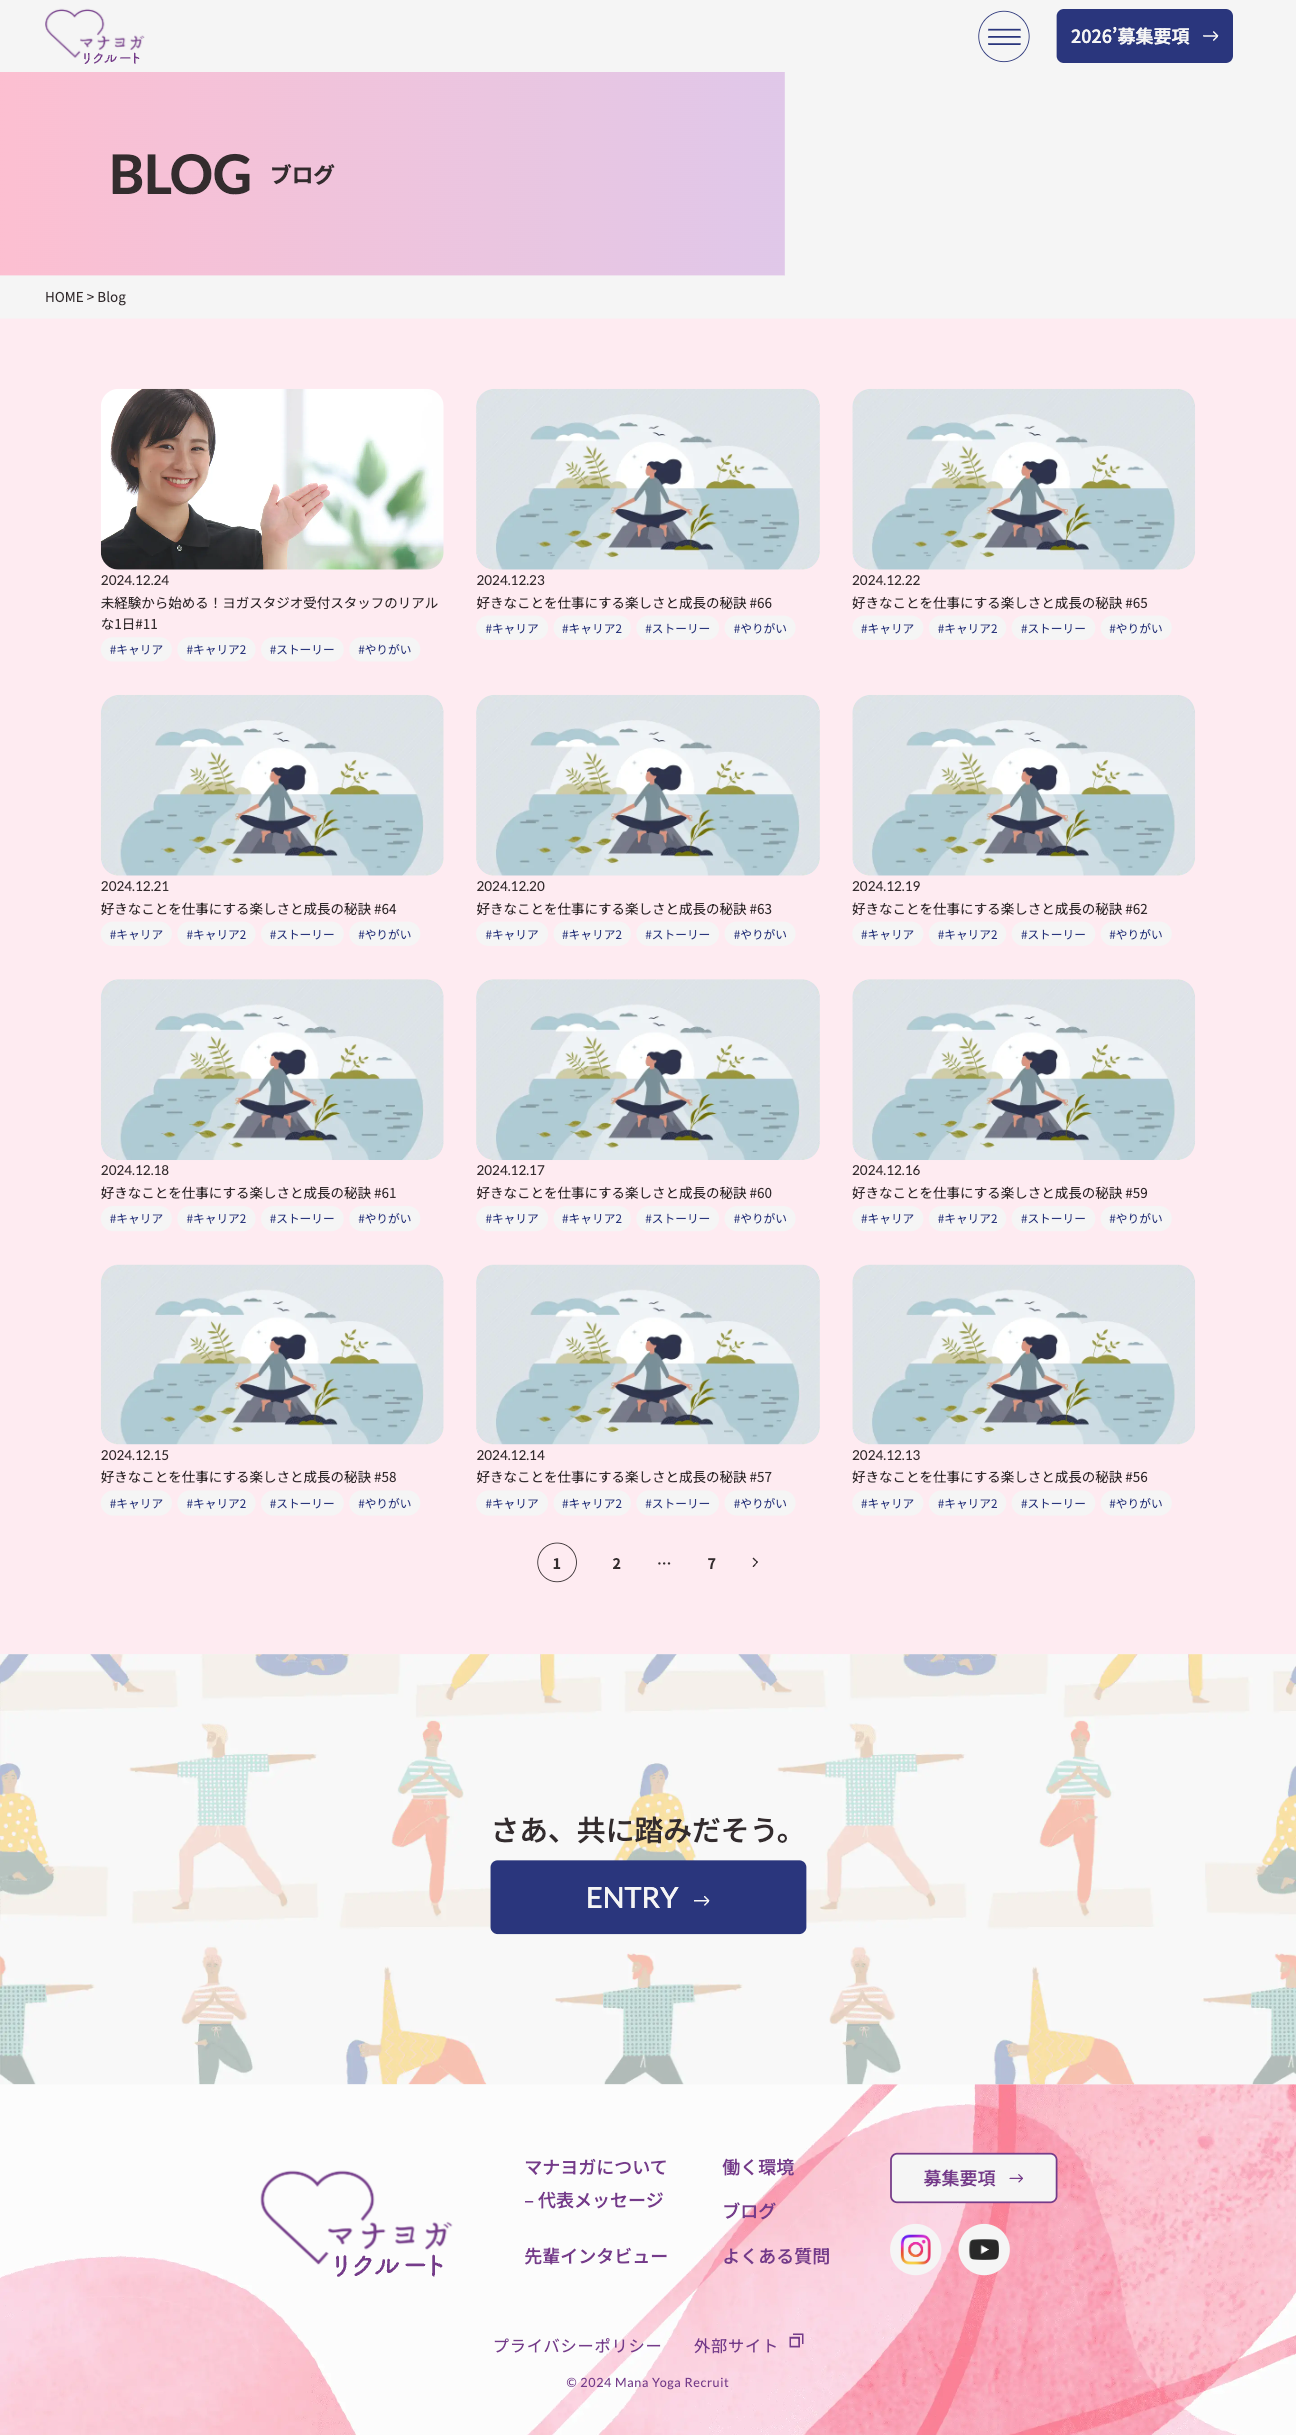 マナヨガ
リクルート
2026’募集要項 →
BLOG ブログ
HOME > Blog
2024.12.24
未経験から始める！ヨガスタジオ受付スタッフのリアル
な1日#11
#キャリア #キャリア2 #ストーリー #やりがい
2024.12.23
好きなことを仕事にする楽しさと成長の秘訣 #66
#キャリア #キャリア2 #ストーリー #やりがい
2024.12.22
好きなことを仕事にする楽しさと成長の秘訣 #65
#キャリア #キャリア2 #ストーリー #やりがい
2024.12.21
好きなことを仕事にする楽しさと成長の秘訣 #64
#キャリア #キャリア2 #ストーリー #やりがい
2024.12.20
好きなことを仕事にする楽しさと成長の秘訣 #63
#キャリア #キャリア2 #ストーリー #やりがい
2024.12.19
好きなことを仕事にする楽しさと成長の秘訣 #62
#キャリア #キャリア2 #ストーリー #やりがい
2024.12.18
好きなことを仕事にする楽しさと成長の秘訣 #61
#キャリア #キャリア2 #ストーリー #やりがい
2024.12.17
好きなことを仕事にする楽しさと成長の秘訣 #60
#キャリア #キャリア2 #ストーリー #やりがい
2024.12.16
好きなことを仕事にする楽しさと成長の秘訣 #59
#キャリア #キャリア2 #ストーリー #やりがい
2024.12.15
好きなことを仕事にする楽しさと成長の秘訣 #58
#キャリア #キャリア2 #ストーリー #やりがい
2024.12.14
好きなことを仕事にする楽しさと成長の秘訣 #57
#キャリア #キャリア2 #ストーリー #やりがい
2024.12.13
好きなことを仕事にする楽しさと成長の秘訣 #56
#キャリア #キャリア2 #ストーリー #やりがい
1 2 … 7 >
さあ、共に踏みだそう。
ENTRY →
マナヨガ
リクルート
マナヨガについて
– 代表メッセージ
先輩インタビュー
働く環境
ブログ
よくある質問
募集要項 →
プライバシーポリシー 外部サイト
© 2024 Mana Yoga Recruit